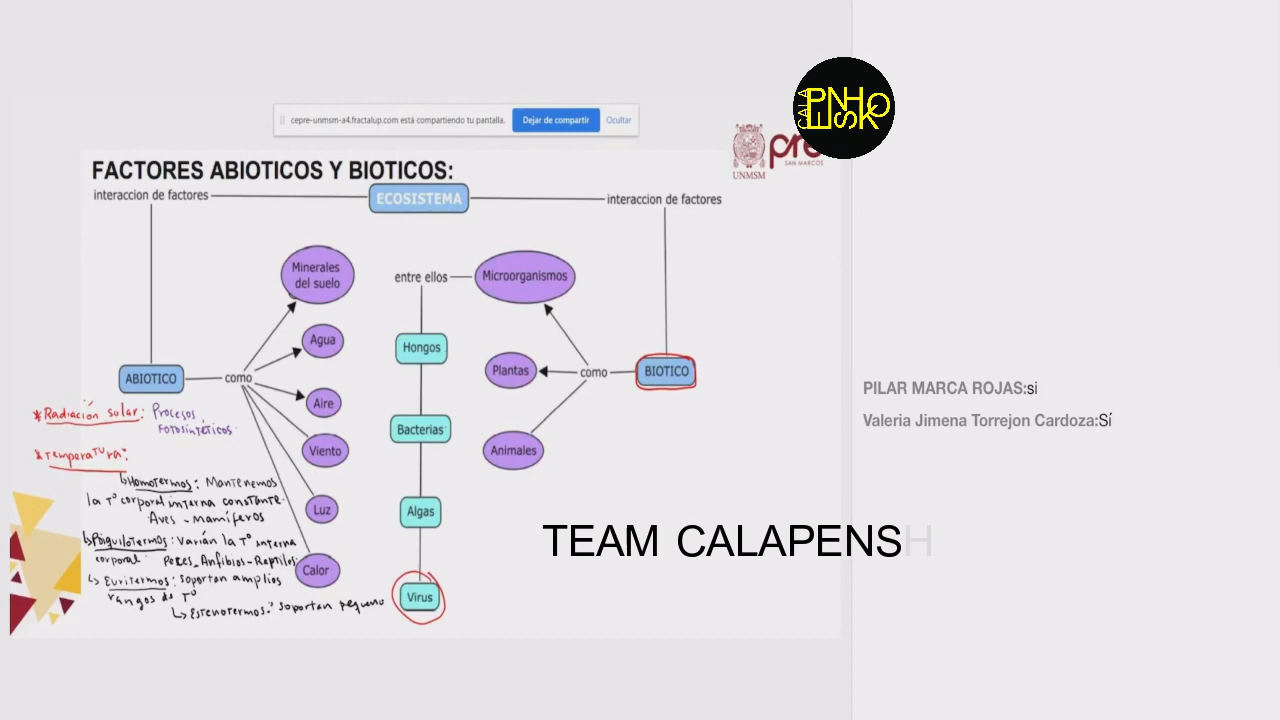 cepre-unmsm-a4.fractalup.com está compartiendo tu pantalla.
Dejar de compartir
Ocultar
UNMSM
pre
SAN MARCOS
FACTORES ABIOTICOS Y BIOTICOS:
interaccion de factores
ECOSISTEMA
interaccion de factores
Minerales
del suelo
Agua
Aire
Viento
Luz
Calor
ABIOTICO
como
entre ellos
Microorganismos
Hongos
Bacterias
Algas
Virus
Plantas
Animales
como
BIOTICO
*Radiación solar: Procesos
fotosintéticos.
*Temperatura:
Homotermos: Mantenemos
la T° corporal interna constante.
Aves - Mamíferos
Poiquilotermos: Varían la T° interna
corporal. Peces_Anfibios-Reptiles.
Euritermos: soportan amplios
rangos de T°
Estenotermos: soportan pequeño
CALA
PENSHKO
TEAM CALAPENSH
PILAR MARCA ROJAS:si
Valeria Jimena Torrejon Cardoza:Sí